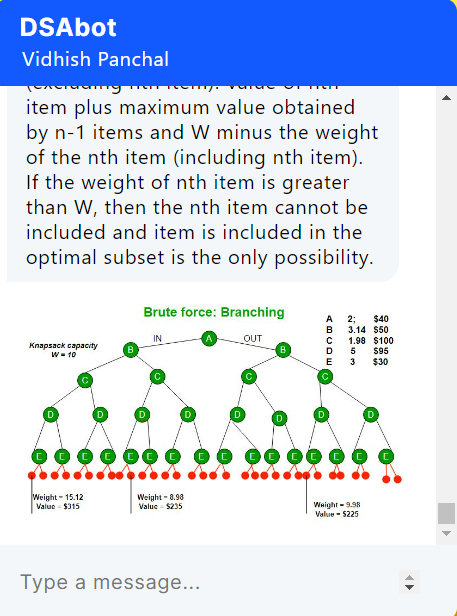 DSAbot
Vidhish Panchal
(excluding nth item). Value of nth
item plus maximum value obtained
by n-1 items and W minus the weight
of the nth item (including nth item).
If the weight of nth item is greater
than W, then the nth item cannot be
included and item is included in the
optimal subset is the only possibility.
Brute force: Branching
A 2; $40
B 3.14 $50
C 1.98 $100
D 5 $95
E 3 $30
Knapsack capacity
W = 10
IN
OUT
A
B B
C C C C
D D D D D D D D
E E E E E E E E E E E E E E E E
Weight = 15.12
Value = $315
Weight = 8.98
Value = $235
Weight = 9.98
Value = $225
Type a message...